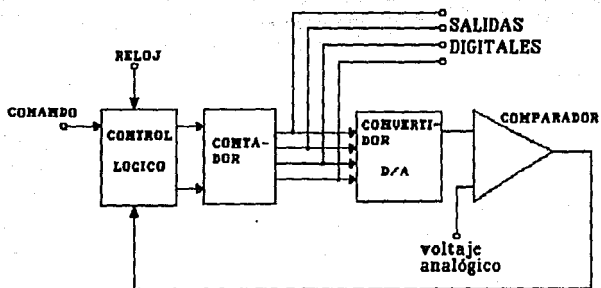 SALIDAS
DIGITALES
RELOJ
COMANDO
CONTROL
LOGICO
CONTA-
DOR
CONVERTI-
DOR
D/A
COMPARADOR
voltaje
analógico